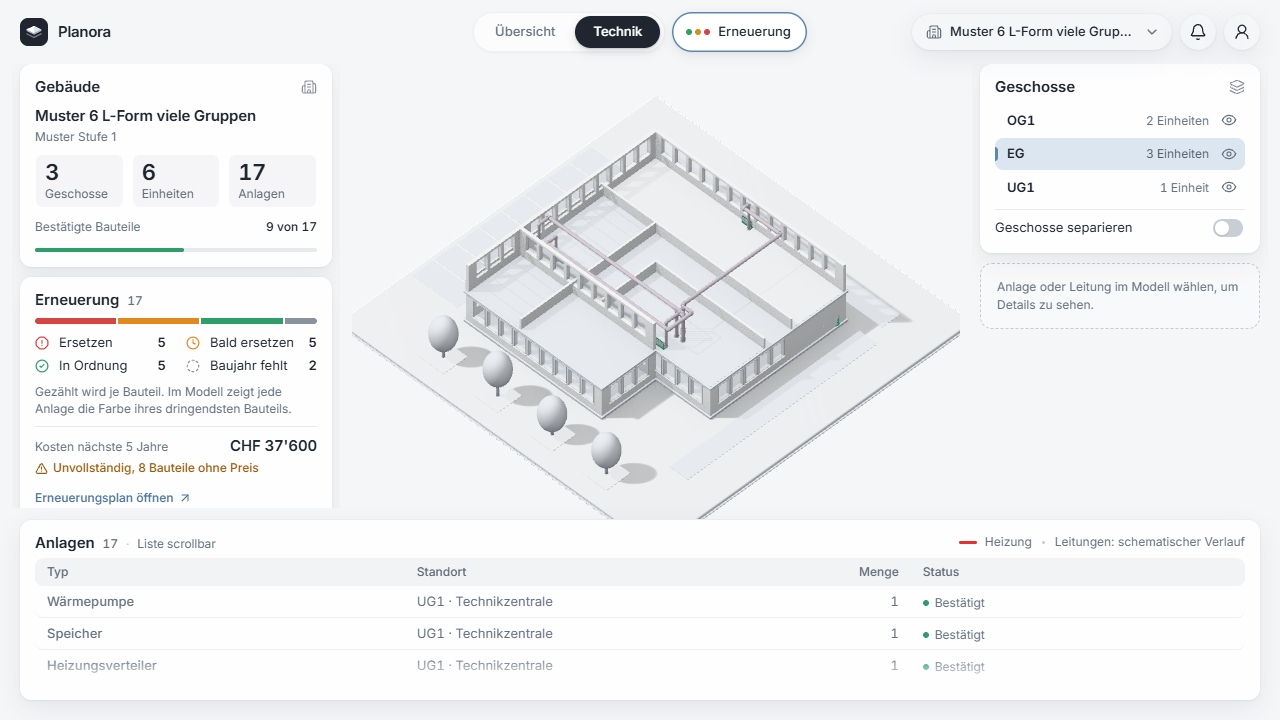 Planora
Übersicht
Technik
Erneuerung
Muster 6 L-Form viele Grup...
Gebäude
Muster 6 L-Form viele Gruppen
Muster Stufe 1
3
Geschosse
6
Einheiten
17
Anlagen
Bestätigte Bauteile
9 von 17
Erneuerung 17
Ersetzen 5
Bald ersetzen 5
In Ordnung 5
Baujahr fehlt 2
Gezählt wird je Bauteil. Im Modell zeigt jede
Anlage die Farbe ihres dringendsten Bauteils.
Kosten nächste 5 Jahre
CHF 37'600
Unvollständig, 8 Bauteile ohne Preis
Erneuerungsplan öffnen
Geschosse
OG1 2 Einheiten
EG 3 Einheiten
UG1 1 Einheit
Geschosse separieren
Anlage oder Leitung im Modell wählen, um
Details zu sehen.
Anlagen 17 · Liste scrollbar
Heizung · Leitungen: schematischer Verlauf
Typ Standort Menge Status
Wärmepumpe UG1 · Technikzentrale 1 Bestätigt
Speicher UG1 · Technikzentrale 1 Bestätigt
Heizungsverteiler UG1 · Technikzentrale 1 Bestätigt